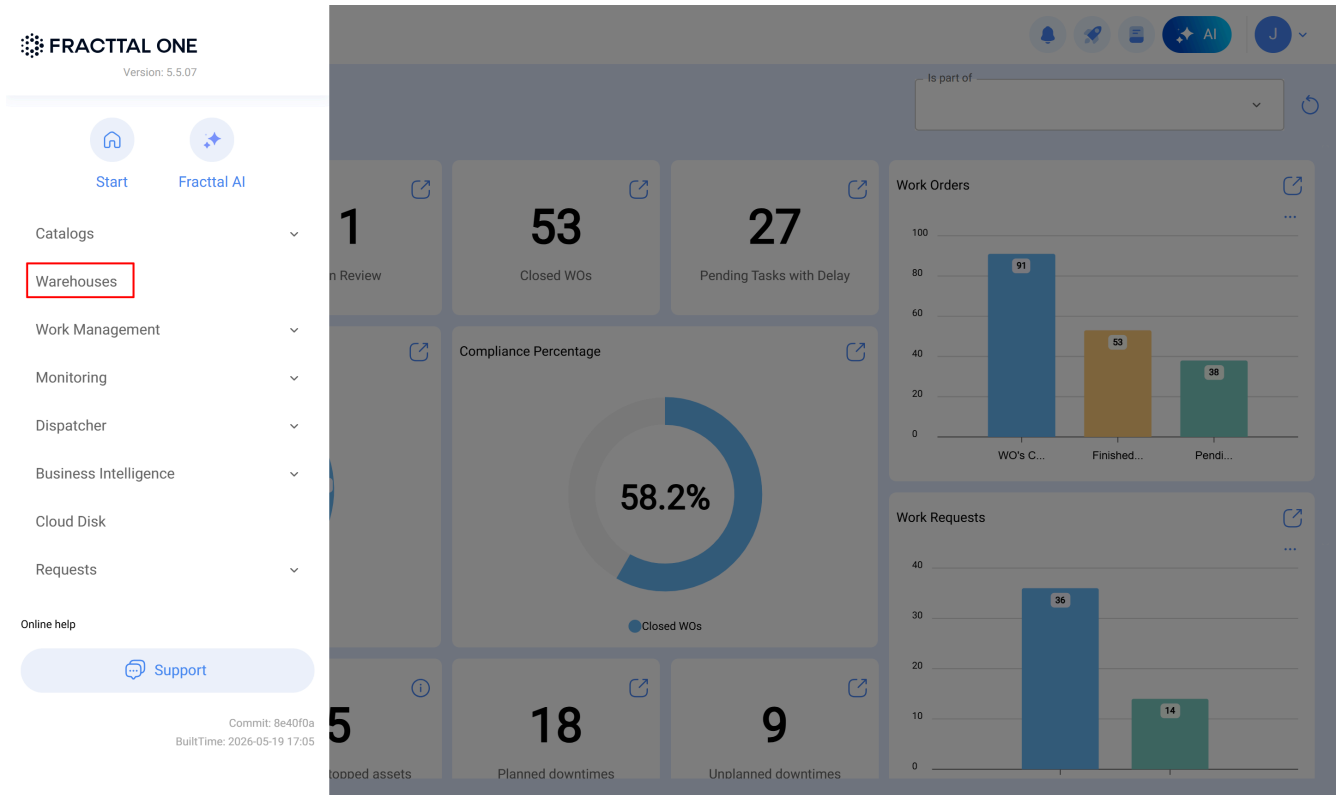 FRACTTAL ONE
Version: 5.5.07
Start
Fracttal AI
Catalogs
Warehouses
Work Management
Monitoring
Dispatcher
Business Intelligence
Cloud Disk
Requests
Online help
Support
Commit: 8e40f0a
BuiltTime: 2026-05-19 17:05
AI
J
Is part of
1
n Review
53
Closed WOs
27
Pending Tasks with Delay
Compliance Percentage
58.2%
Closed WOs
5
topped assets
18
Planned downtimes
9
Unplanned downtimes
Work Orders
...
100
80
60
40
20
0
91
53
38
WO's C...
Finished...
Pendi...
Work Requests
...
40
30
20
10
0
36
14